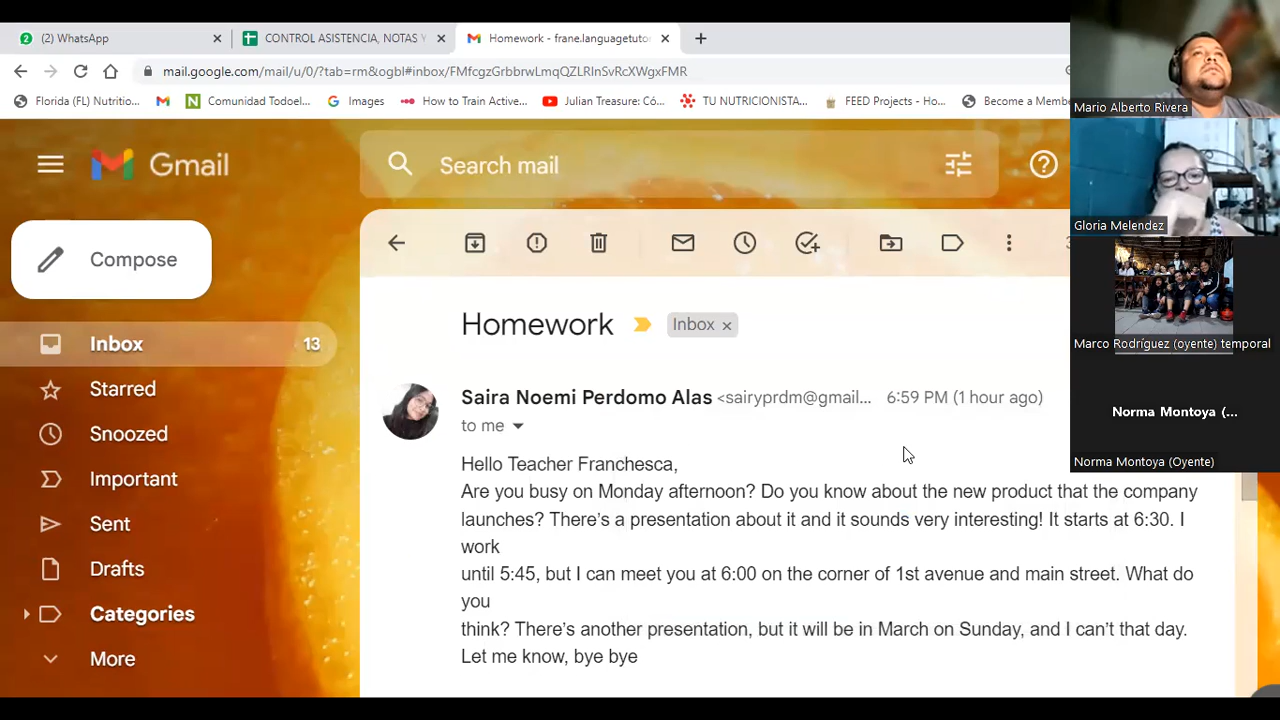 (2) WhatsApp
CONTROL ASISTENCIA, NOTAS Y
Homework - frane.languagetutor
mail.google.com/mail/u/0/?tab=rm&ogbl#inbox/FMfcgzGrbbrwLmqQZLRlnSvRcXWgxFMR
Florida (FL) Nutritio...
Comunidad Todoel...
Images
How to Train Active...
Julian Treasure: Có...
TU NUTRICIONISTA...
FEED Projects - Ho...
Become a Membe
Gmail
Search mail
Compose
Inbox 13
Starred
Snoozed
Important
Sent
Drafts
Categories
More
Homework
Inbox ×
Saira Noemi Perdomo Alas <sairyprdm@gmail... 6:59 PM (1 hour ago)
to me
Hello Teacher Franchesca,
Are you busy on Monday afternoon? Do you know about the new product that the company
launches? There's a presentation about it and it sounds very interesting! It starts at 6:30. I
work
until 5:45, but I can meet you at 6:00 on the corner of 1st avenue and main street. What do
you
think? There's another presentation, but it will be in March on Sunday, and I can't that day.
Let me know, bye bye
Mario Alberto Rivera
Gloria Melendez
Marco Rodríguez (oyente) temporal
Norma Montoya (...
Norma Montoya (Oyente)